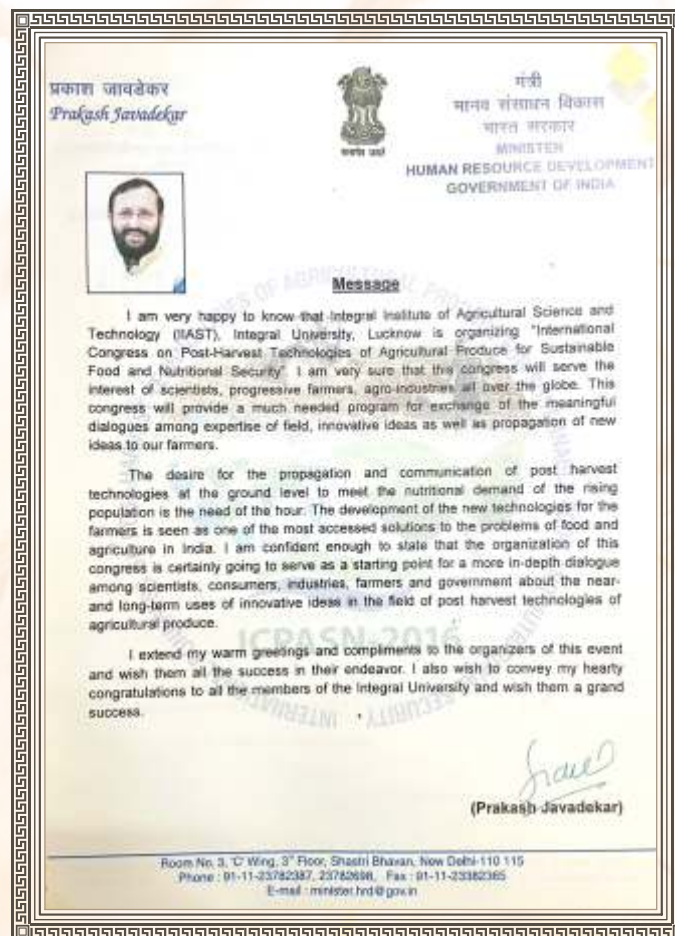 प्रकाश जावडेकर
Prakash Javadekar
सत्यमेव जयते
मंत्री
मानव संसाधन विकास
भारत सरकार
MINISTER
HUMAN RESOURCE DEVELOPMENT
GOVERNMENT OF INDIA
Message
I am very happy to know that Integral Institute of Agricultural Science and
Technology (IIAST), Integral University, Lucknow is organizing "International
Congress on Post-Harvest Technologies of Agricultural Produce for Sustainable
Food and Nutritional Security". I am very sure that this congress will serve the
interest of scientists, progressive farmers, agro-industries all over the globe. This
congress will provide a much needed program for exchange of the meaningful
dialogues among expertise of field, innovative ideas as well as propagation of new
ideas to our farmers.
The desire for the propagation and communication of post harvest
technologies at the ground level to meet the nutritional demand of the rising
population is the need of the hour. The development of the new technologies for the
farmers is seen as one of the most accessed solutions to the problems of food and
agriculture in India. I am confident enough to state that the organization of this
congress is certainly going to serve as a starting point for a more in-depth dialogue
among scientists, consumers, industries, farmers and government about the near-
and long-term uses of innovative ideas in the field of post harvest technologies of
agricultural produce.
ICPASN-2016
I extend my warm greetings and compliments to the organizers of this event
and wish them all the success in their endeavor. I also wish to convey my hearty
congratulations to all the members of the Integral University and wish them a grand
success.
(Prakash Javadekar)
Room No. 3, 'C' Wing, 3rd Floor, Shastri Bhavan, New Delhi-110 115
Phone : 91-11-23782387, 23782698, Fax : 91-11-23382365
E-mail : minister.hrd@gov.in